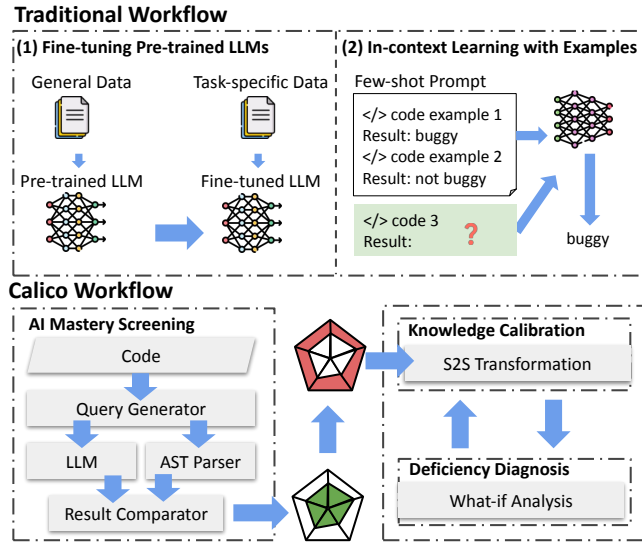 Traditional Workflow
(1) Fine-tuning Pre-trained LLMs
General Data
Task-specific Data
Pre-trained LLM
Fine-tuned LLM
(2) In-context Learning with Examples
Few-shot Prompt
</> code example 1
Result: buggy
</> code example 2
Result: not buggy
</> code 3
Result: ?
buggy
Calico Workflow
AI Mastery Screening
Code
Query Generator
LLM
AST Parser
Result Comparator
Knowledge Calibration
S2S Transformation
Deficiency Diagnosis
What-if Analysis